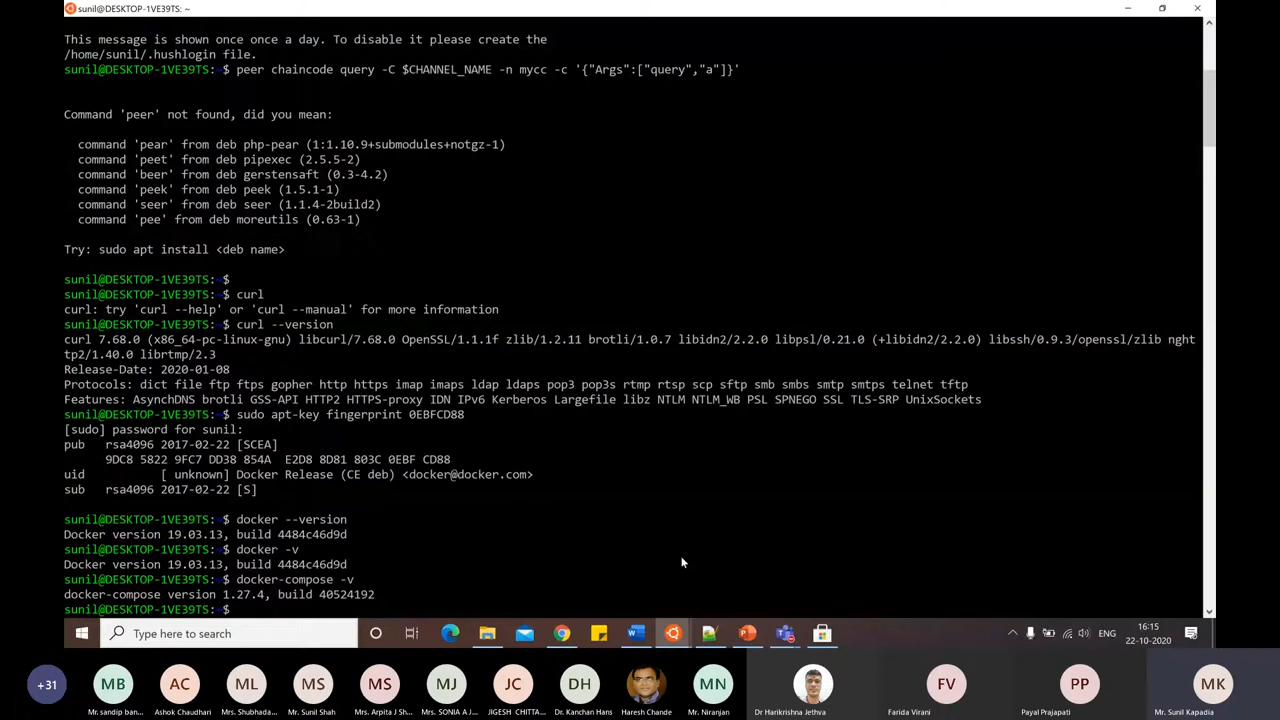 sunil@DESKTOP-1VE39TS: ~
This message is shown once once a day. To disable it please create the
/home/sunil/.hushlogin file.
sunil@DESKTOP-1VE39TS:~$ peer chaincode query -C $CHANNEL_NAME -n mycc -c '{"Args":["query","a"]}'
Command 'peer' not found, did you mean:
command 'pear' from deb php-pear (1:1.10.9+submodules+notgz-1)
command 'peet' from deb pipexec (2.5.5-2)
command 'beer' from deb gerstensaft (0.3-4.2)
command 'peek' from deb peek (1.5.1-1)
command 'seer' from deb seer (1.1.4-2build2)
command 'pee' from deb moreutils (0.63-1)
Try: sudo apt install <deb name>
sunil@DESKTOP-1VE39TS:~$
sunil@DESKTOP-1VE39TS:~$ curl
curl: try 'curl --help' or 'curl --manual' for more information
sunil@DESKTOP-1VE39TS:~$ curl --version
curl 7.68.0 (x86_64-pc-linux-gnu) libcurl/7.68.0 OpenSSL/1.1.1f zlib/1.2.11 brotli/1.0.7 libidn2/2.2.0 libpsl/0.21.0 (+libidn2/2.2.0) libssh/0.9.3/openssl/zlib nght
tp2/1.40.0 librtmp/2.3
Release-Date: 2020-01-08
Protocols: dict file ftp ftps gopher http https imap imaps ldap ldaps pop3 pop3s rtmp rtsp scp sftp smb smbs smtp smtps telnet tftp
Features: AsynchDNS brotli GSS-API HTTP2 HTTPS-proxy IDN IPv6 Kerberos Largefile libz NTLM NTLM_WB PSL SPNEGO SSL TLS-SRP UnixSockets
sunil@DESKTOP-1VE39TS:~$ sudo apt-key fingerprint 0EBFCD88
[sudo] password for sunil:
pub   rsa4096 2017-02-22 [SCEA]
9DC8 5822 9FC7 DD38 854A  E2D8 8D81 803C 0EBF CD88
uid           [ unknown] Docker Release (CE deb) <docker@docker.com>
sub   rsa4096 2017-02-22 [S]
sunil@DESKTOP-1VE39TS:~$ docker --version
Docker version 19.03.13, build 4484c46d9d
sunil@DESKTOP-1VE39TS:~$ docker -v
Docker version 19.03.13, build 4484c46d9d
sunil@DESKTOP-1VE39TS:~$ docker-compose -v
docker-compose version 1.27.4, build 40524192
sunil@DESKTOP-1VE39TS:~$
Type here to search
ENG
16:15
22-10-2020
+31
MB
AC
ML
MS
MS
MJ
JC
DH
MN
FV
PP
MK
Mr. sandip ban...
Ashok Chaudhari
Mrs. Shubhada...
Mr. Sunil Shah
Mrs. Arpita J Sh...
Mrs. SONIA A J...
JIGESH CHITTA...
Dr. Kanchan Hans
Haresh Chande
Mr. Niranjan
Dr Harikrishna Jethva
Farida Virani
Payal Prajapati
Mr. Sunil Kapadia